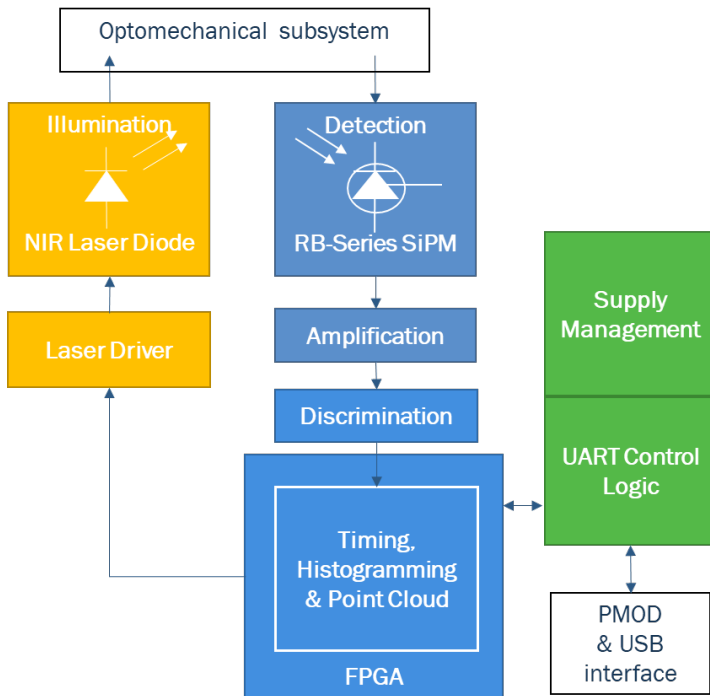 Optomechanical subsystem
Illumination
NIR Laser Diode
Detection
RB-Series SiPM
Laser Driver
Amplification
Discrimination
Timing,
Histogramming
& Point Cloud
FPGA
Supply
Management
UART Control
Logic
PMOD
& USB
interface